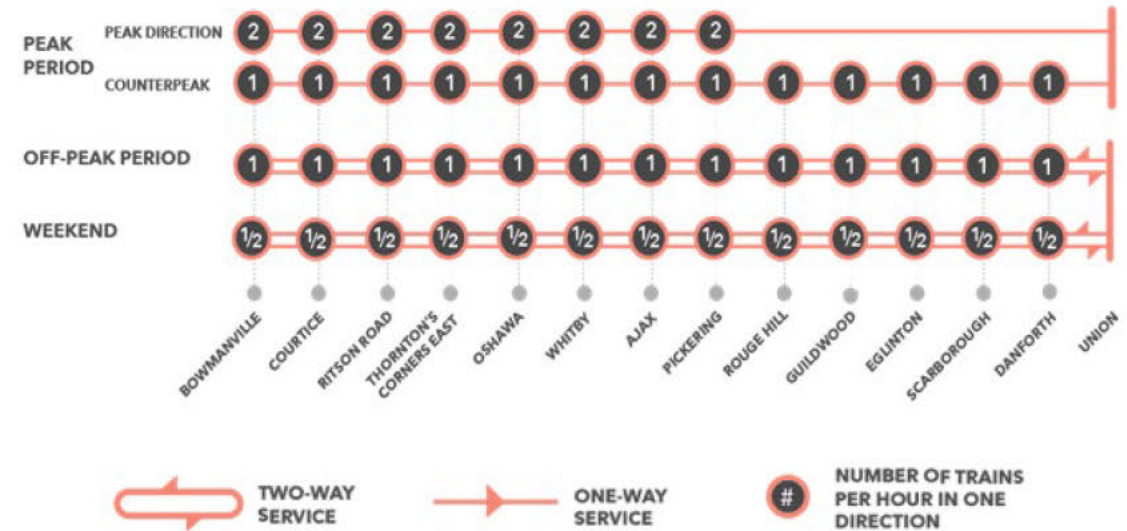 PEAK
PERIOD
PEAK DIRECTION
2 2 2 2 2 2 2 2
COUNTERPEAK
1 1 1 1 1 1 1 1 1 1 1 1 1
OFF-PEAK PERIOD
1 1 1 1 1 1 1 1 1 1 1 1 1
WEEKEND
1/2 1/2 1/2 1/2 1/2 1/2 1/2 1/2 1/2 1/2 1/2 1/2 1/2
BOWMANVILLE
COURTICE
RITSON ROAD
THORNTON'S
CORNERS EAST
OSHAWA
WHITBY
AJAX
PICKERING
ROUGE HILL
GUILDWOOD
EGLINTON
SCARBOROUGH
DANFORTH
UNION
TWO-WAY
SERVICE
ONE-WAY
SERVICE
#
NUMBER OF TRAINS
PER HOUR IN ONE
DIRECTION